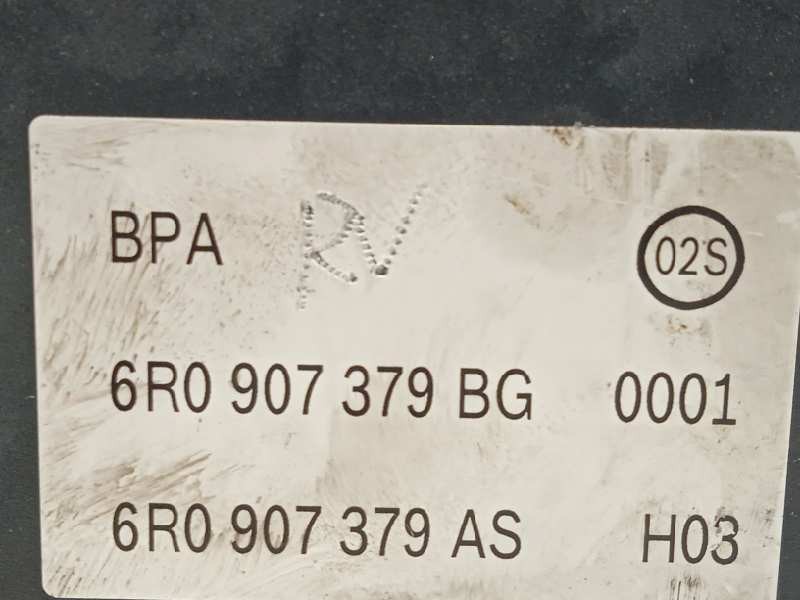 BPA RV 02S
6R0 907 379 BG 0001
6R0 907 379 AS H03